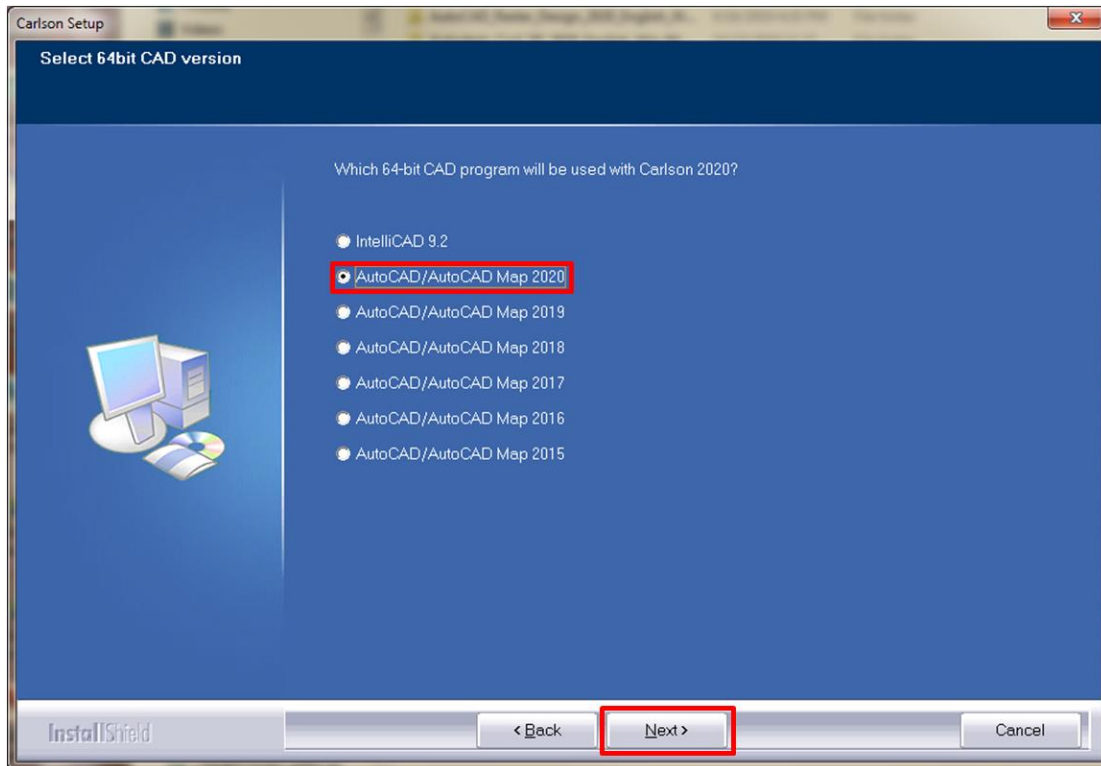 Carlson Setup
Select 64bit CAD version
Which 64-bit CAD program will be used with Carlson 2020?
IntelliCAD 9.2
AutoCAD/AutoCAD Map 2020
AutoCAD/AutoCAD Map 2019
AutoCAD/AutoCAD Map 2018
AutoCAD/AutoCAD Map 2017
AutoCAD/AutoCAD Map 2016
AutoCAD/AutoCAD Map 2015
InstallShield
< Back
Next >
Cancel